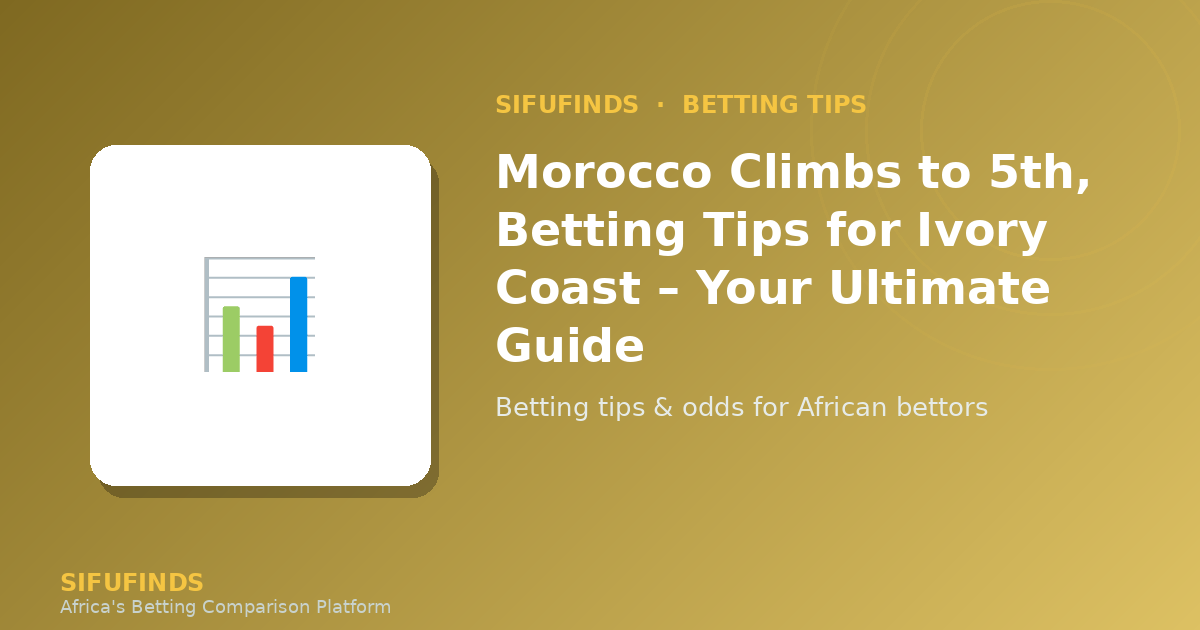 SIFUFINDS · BETTING TIPS
Morocco Climbs to 5th,
Betting Tips for Ivory
Coast – Your Ultimate
Guide
Betting tips & odds for African bettors
SIFUFINDS
Africa's Betting Comparison Platform